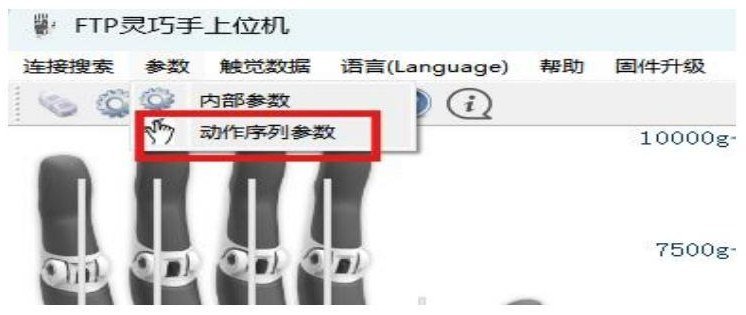 FTP灵巧手上位机
连接搜索 参数 触觉数据 语言(Language) 帮助 固件升级
内部参数
i
动作序列参数
10000g
7500g